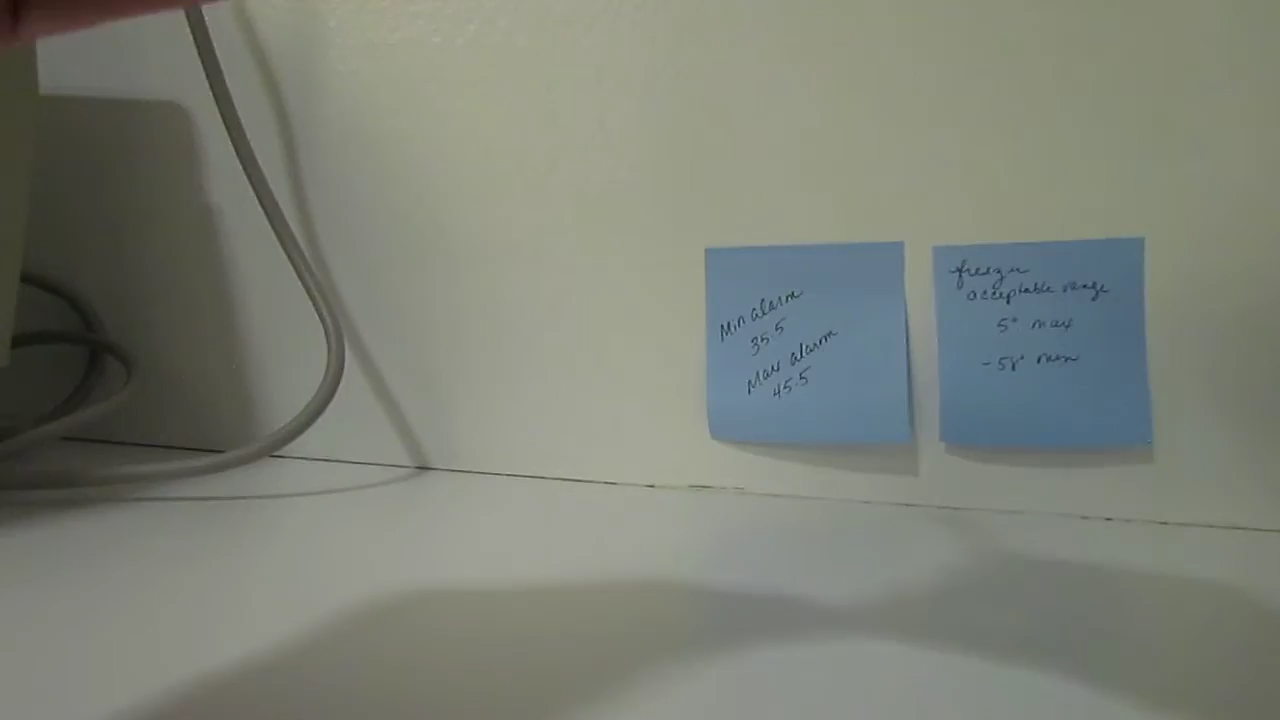 Min alarm
35.5
Max alarm
45.5
freezer
acceptable range
5° max
-58° min